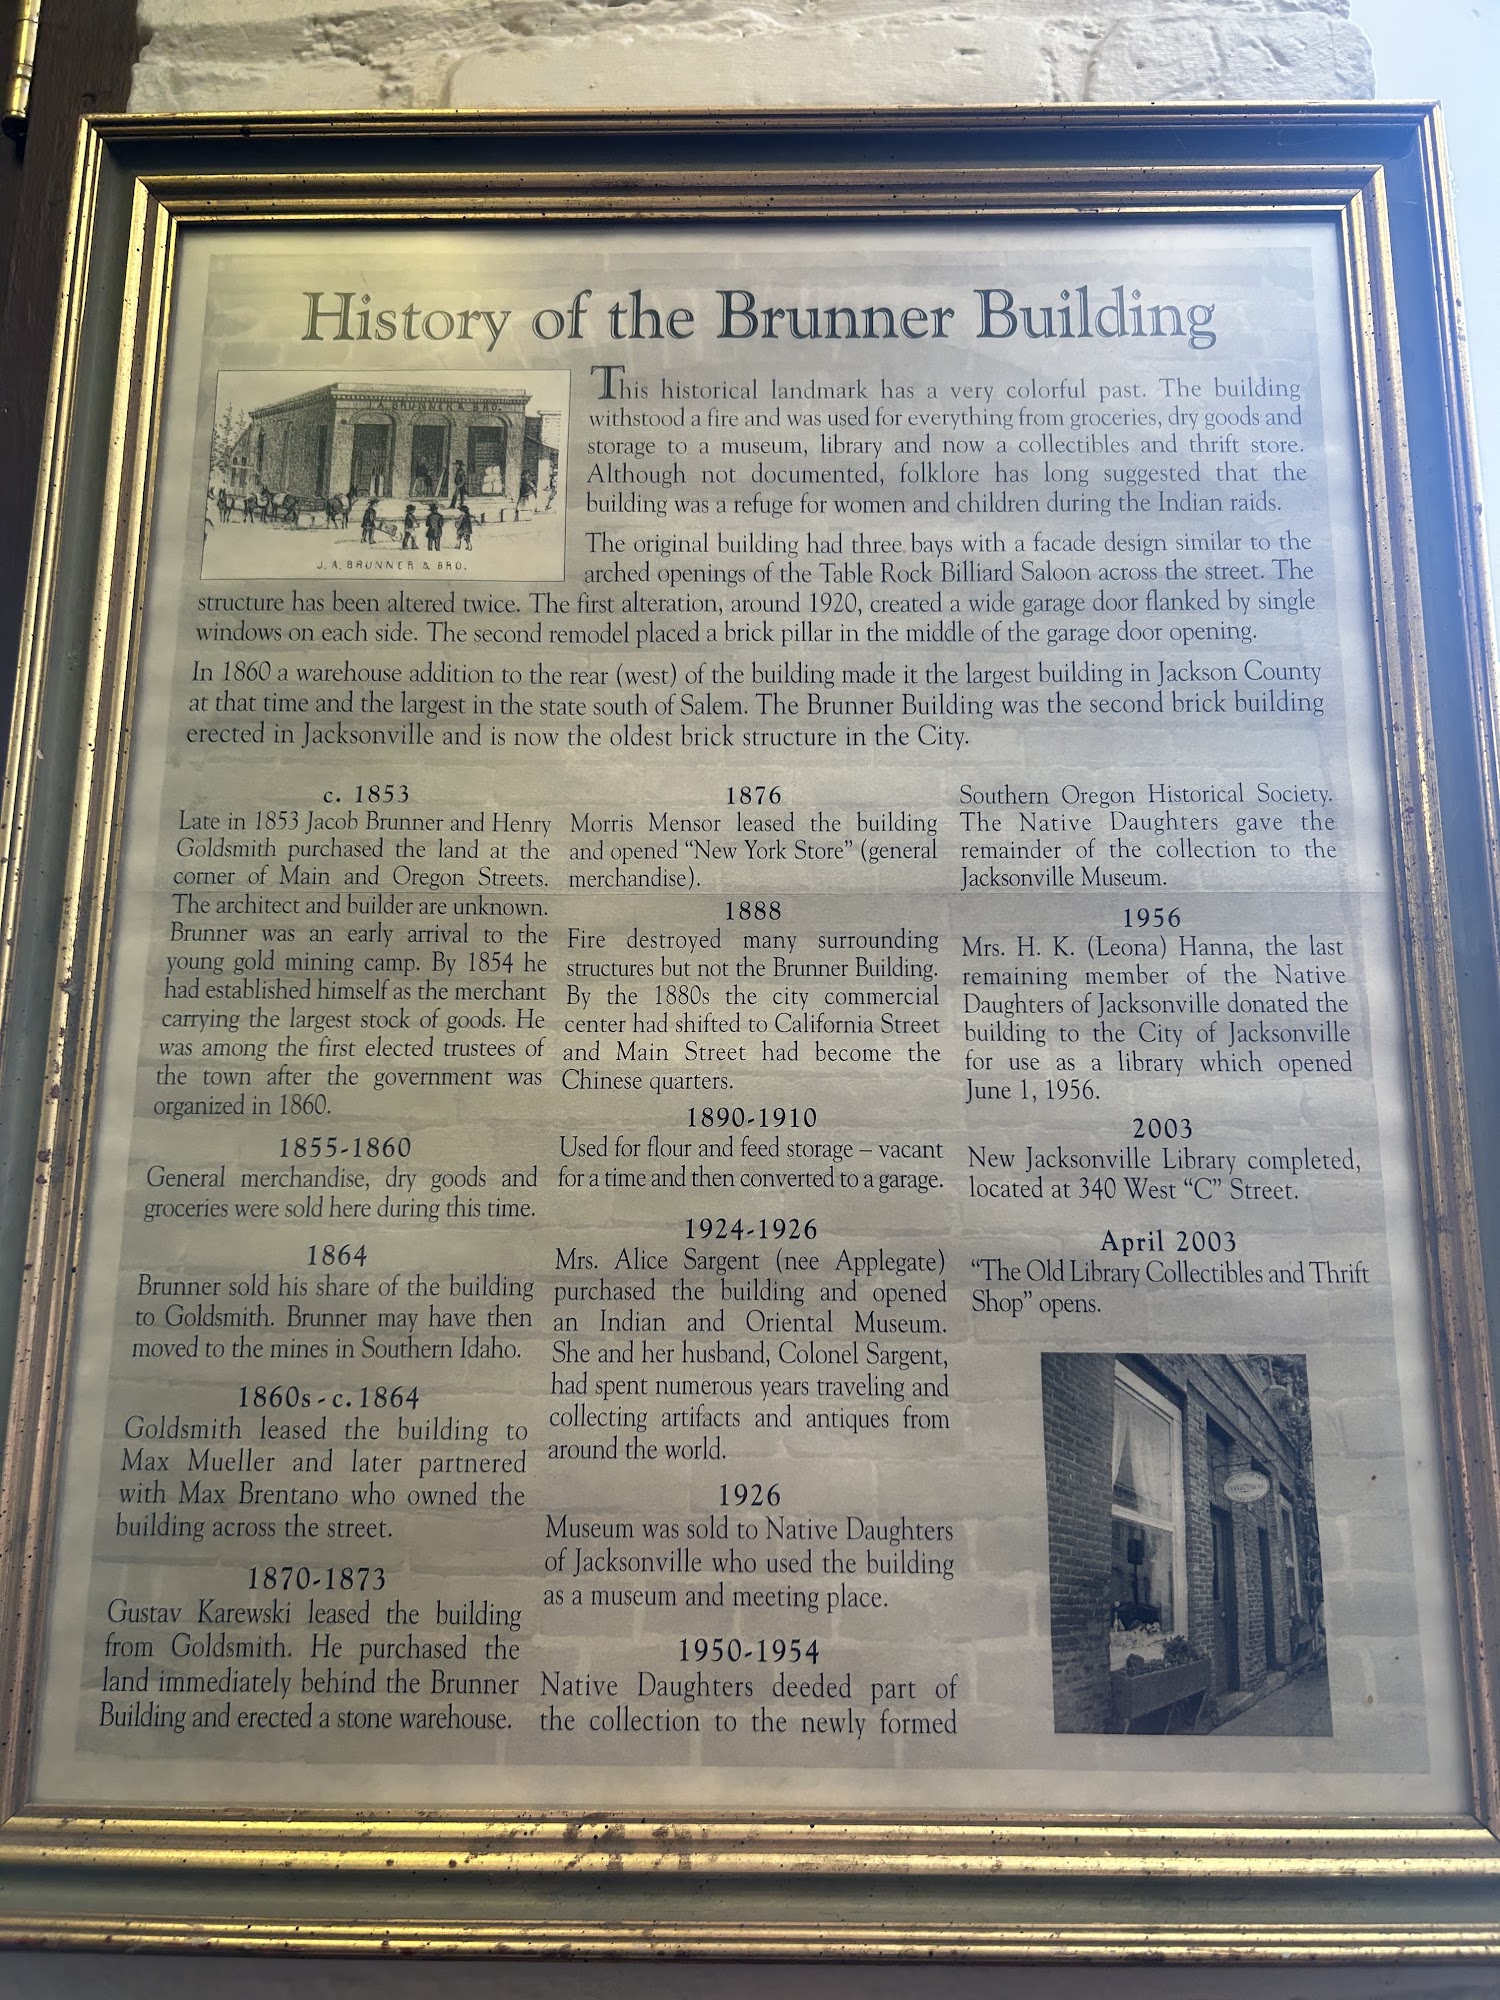 History of the Brunner Building
J. A. BRUNNER & BRO.
J. A. BRUNNER & BRO.
This historical landmark has a very colorful past. The building
withstood a fire and was used for everything from groceries, dry goods and
storage to a museum, library and now a collectibles and thrift store.
Although not documented, folklore has long suggested that the
building was a refuge for women and children during the Indian raids.
The original building had three bays with a facade design similar to the
arched openings of the Table Rock Billiard Saloon across the street. The
structure has been altered twice. The first alteration, around 1920, created a wide garage door flanked by single
windows on each side. The second remodel placed a brick pillar in the middle of the garage door opening.
In 1860 a warehouse addition to the rear (west) of the building made it the largest building in Jackson County
at that time and the largest in the state south of Salem. The Brunner Building was the second brick building
erected in Jacksonville and is now the oldest brick structure in the City.
c. 1853
Late in 1853 Jacob Brunner and Henry
Goldsmith purchased the land at the
corner of Main and Oregon Streets.
The architect and builder are unknown.
Brunner was an early arrival to the
young gold mining camp. By 1854 he
had established himself as the merchant
carrying the largest stock of goods. He
was among the first elected trustees of
the town after the government was
organized in 1860.
1855-1860
General merchandise, dry goods and
groceries were sold here during this time.
1864
Brunner sold his share of the building
to Goldsmith. Brunner may have then
moved to the mines in Southern Idaho.
1860s - c. 1864
Goldsmith leased the building to
Max Mueller and later partnered
with Max Brentano who owned the
building across the street.
1870-1873
Gustav Karewski leased the building
from Goldsmith. He purchased the
land immediately behind the Brunner
Building and erected a stone warehouse.
1876
Morris Mensor leased the building
and opened “New York Store” (general
merchandise).
1888
Fire destroyed many surrounding
structures but not the Brunner Building.
By the 1880s the city commercial
center had shifted to California Street
and Main Street had become the
Chinese quarters.
1890-1910
Used for flour and feed storage – vacant
for a time and then converted to a garage.
1924-1926
Mrs. Alice Sargent (nee Applegate)
purchased the building and opened
an Indian and Oriental Museum.
She and her husband, Colonel Sargent,
had spent numerous years traveling and
collecting artifacts and antiques from
around the world.
1926
Museum was sold to Native Daughters
of Jacksonville who used the building
as a museum and meeting place.
1950-1954
Native Daughters deeded part of
the collection to the newly formed
Southern Oregon Historical Society.
The Native Daughters gave the
remainder of the collection to the
Jacksonville Museum.
1956
Mrs. H. K. (Leona) Hanna, the last
remaining member of the Native
Daughters of Jacksonville donated the
building to the City of Jacksonville
for use as a library which opened
June 1, 1956.
2003
New Jacksonville Library completed,
located at 340 West “C” Street.
April 2003
“The Old Library Collectibles and Thrift
Shop” opens.